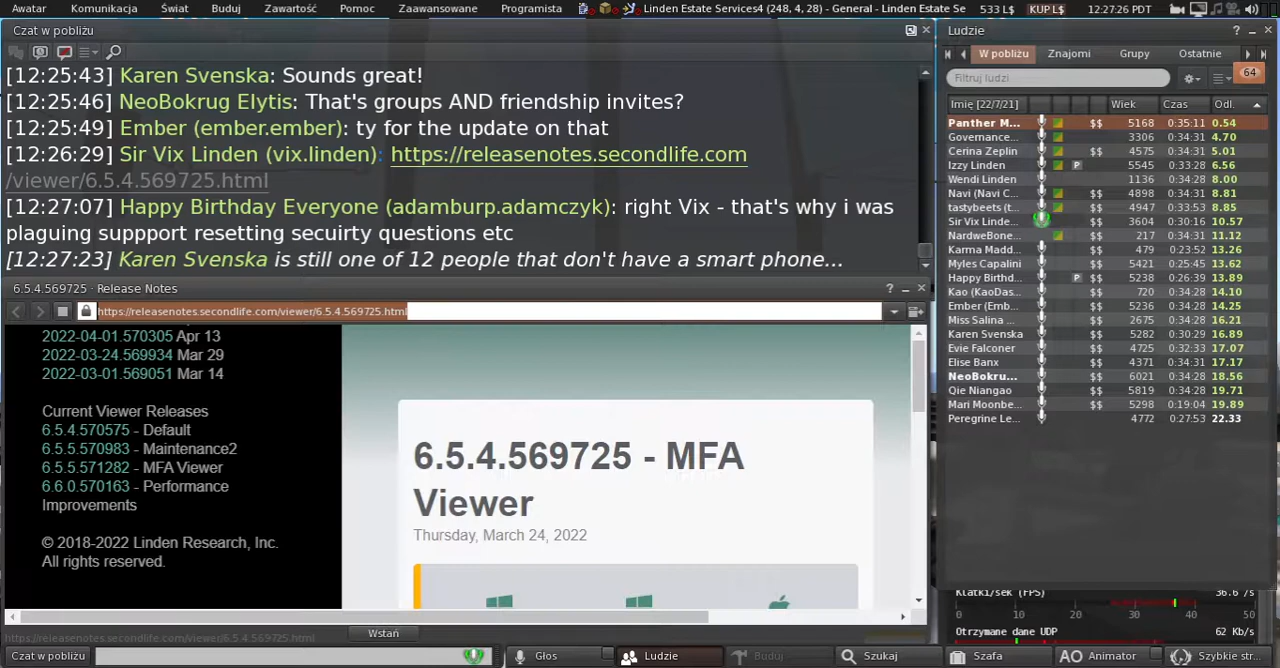 Awatar Komunikacja Świat Buduj Zawartość Pomoc Zaawansowane Programista Linden Estate Services4 (248, 4, 28) - General - Linden Estate Se 533 L$ KUP L$ 12:27:26 PDT
Czat w pobliżu
[12:25:43] Karen Svenska: Sounds great!
[12:25:46] NeoBokrug Elytis: That's groups AND friendship invites?
[12:25:49] Ember (ember.ember): ty for the update on that
[12:26:29] Sir Vix Linden (vix.linden): https://releasenotes.secondlife.com
/viewer/6.5.4.569725.html
[12:27:07] Happy Birthday Everyone (adamburp.adamczyk): right Vix - that's why i was
plaguing suppport resetting secuirty questions etc
[12:27:23] Karen Svenska is still one of 12 people that don't have a smart phone...
6.5.4.569725 - Release Notes
https://releasenotes.secondlife.com/viewer/6.5.4.569725.html
2022-04-01.570305 Apr 13
2022-03-24.569934 Mar 29
2022-03-01.569051 Mar 14
Current Viewer Releases
6.5.4.570575 - Default
6.5.5.570983 - Maintenance2
6.5.5.571282 - MFA Viewer
6.6.0.570163 - Performance
Improvements
© 2018-2022 Linden Research, Inc.
All rights reserved.
6.5.4.569725 - MFA
Viewer
Thursday, March 24, 2022
https://releasenotes.secondlife.com/viewer/6.5.4.569725.html
Wstań
Ludzie
W pobliżu Znajomi Grupy Ostatnie
Filtruj ludzi
64
Imię [22/7/21] Wiek Czas Odl.
Panther M... $$ 5168 0:35:11 0.54
Governance... 3306 0:34:31 4.70
Cerina Zeplin $$ 4575 0:34:31 5.01
Izzy Linden P 5545 0:33:28 6.56
Wendi Linden 1136 0:34:28 8.00
Navi (Navi C... $$ 4898 0:34:31 8.81
tastybeets (t... $$ 4947 0:33:53 8.85
Sir Vix Linde... $$ 3604 0:30:16 10.57
NardweBone... $$ 217 0:34:31 11.12
Karma Madd... $$ 479 0:23:52 13.26
Myles Capalini $$ 5421 0:25:45 13.62
Happy Birthd... P $$ 5238 0:26:39 13.89
Kao (KaoDas... $$ 720 0:34:28 14.10
Ember (Emb... $$ 5236 0:34:28 14.25
Miss Salina ... $$ 2675 0:34:28 16.21
Karen Svenska $$ 5282 0:30:29 16.89
Evie Falconer $$ 4725 0:32:33 17.07
Elise Banx $$ 4371 0:34:31 17.17
NeoBokru... $$ 6021 0:34:28 18.56
Qie Niangao $$ 5819 0:34:28 19.71
Mari Moonbe... $$ 5298 0:19:04 19.89
Peregrine Le... 4772 0:27:53 22.33
Klatki/sek (FPS) 36.6 /s
0 10 20 30 40 50
Otrzymane dane UDP 62 Kb/s
Czat w pobliżu Głos Ludzie Buduj Szukaj Szafa AO Animator Szybkie str...